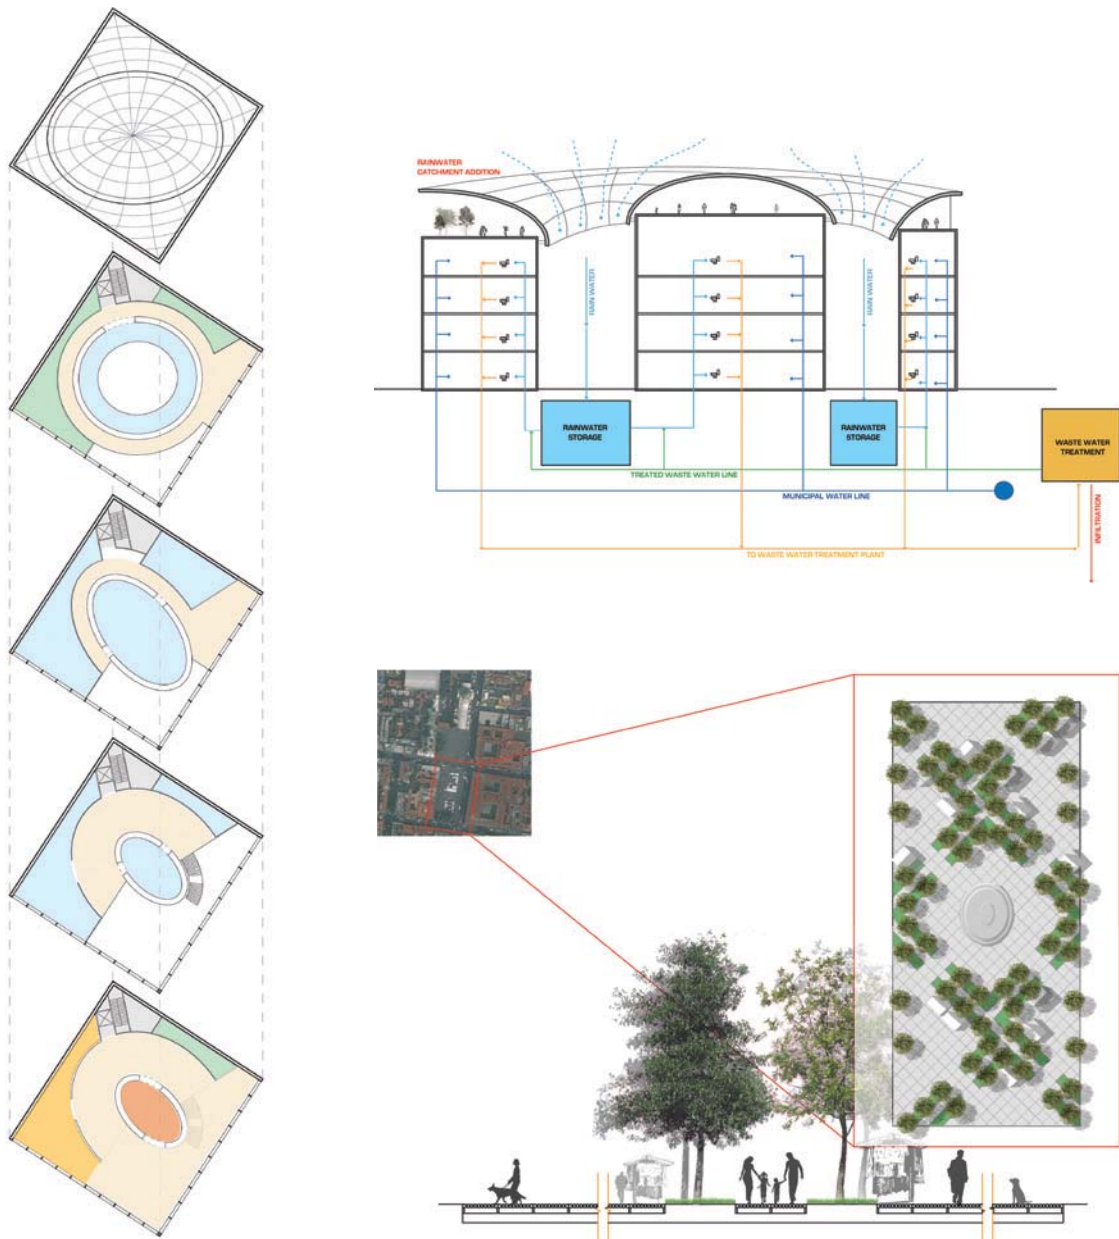 RAINWATER
CATCHMENT ADDITION
RAIN WATER
RAIN WATER
RAINWATER
STORAGE
RAINWATER
STORAGE
WASTE WATER
TREATMENT
TREATED WASTE WATER LINE
MUNICIPAL WATER LINE
INFILTRATION
TO WASTE WATER TREATMENT PLANT